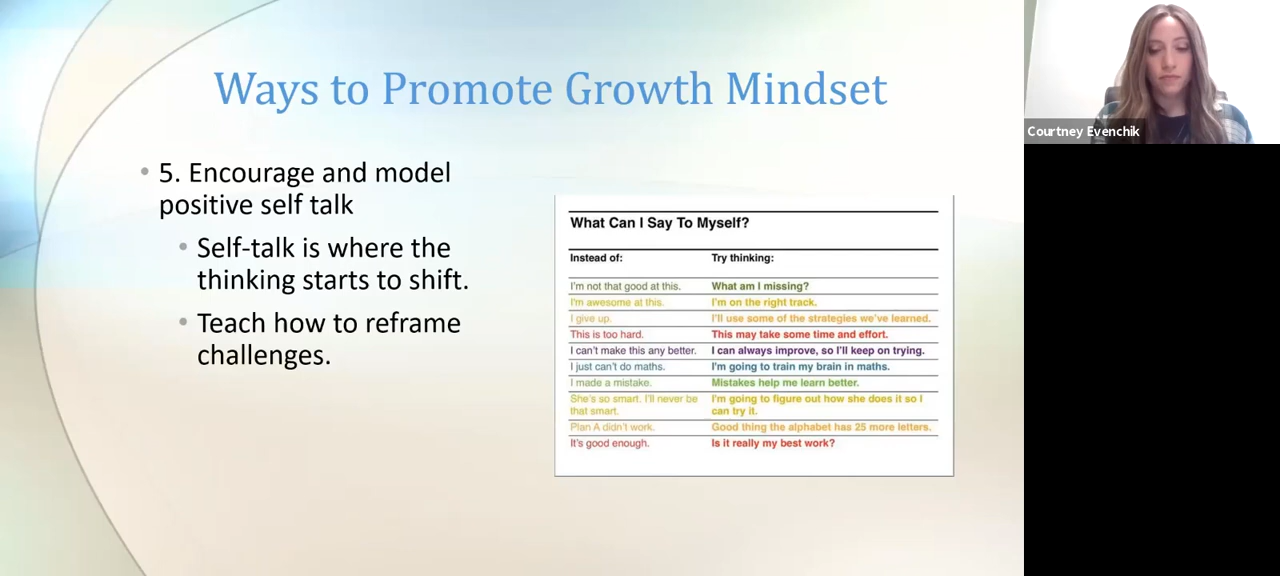 Ways to Promote Growth Mindset
• 5. Encourage and model
positive self talk
• Self-talk is where the
thinking starts to shift.
• Teach how to reframe
challenges.
What Can I Say To Myself?
Instead of: Try thinking:
I'm not that good at this. What am I missing?
I'm awesome at this. I'm on the right track.
I give up. I'll use some of the strategies we've learned.
This is too hard. This may take some time and effort.
I can't make this any better. I can always improve, so I'll keep on trying.
I just can't do maths. I'm going to train my brain in maths.
I made a mistake. Mistakes help me learn better.
She's so smart. I'll never be I'm going to figure out how she does it so I
that smart. can try it.
Plan A didn't work. Good thing the alphabet has 25 more letters.
It's good enough. Is it really my best work?
Courtney Evenchik